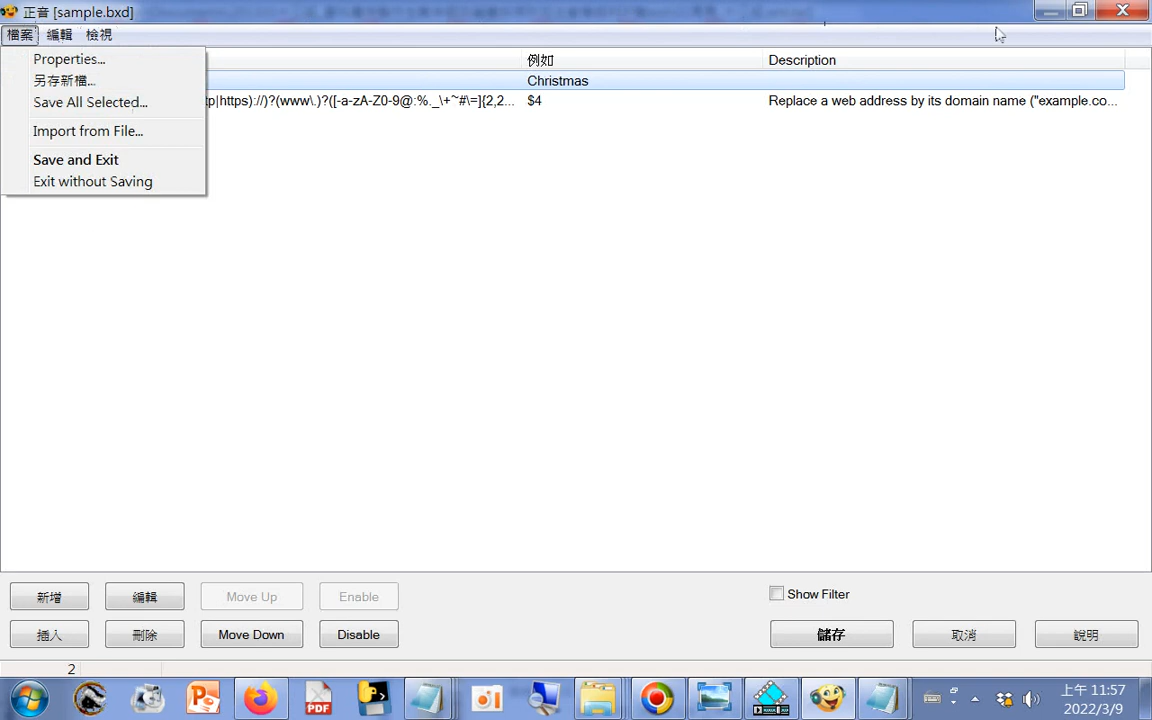 正音 [sample.bxd]
檔案 編輯 檢視
Properties...
另存新檔...
Save All Selected...
Import from File...
Save and Exit
Exit without Saving
例如 Description
Christmas
tp|https)://)?(www\.)?([-a-zA-Z0-9@:%._\+~#\=]{2,2... $4 Replace a web address by its domain name ("example.co...
新增 編輯 Move Up Enable Show Filter
插入 刪除 Move Down Disable 儲存 取消 說明
2
上午 11:57
2022/3/9